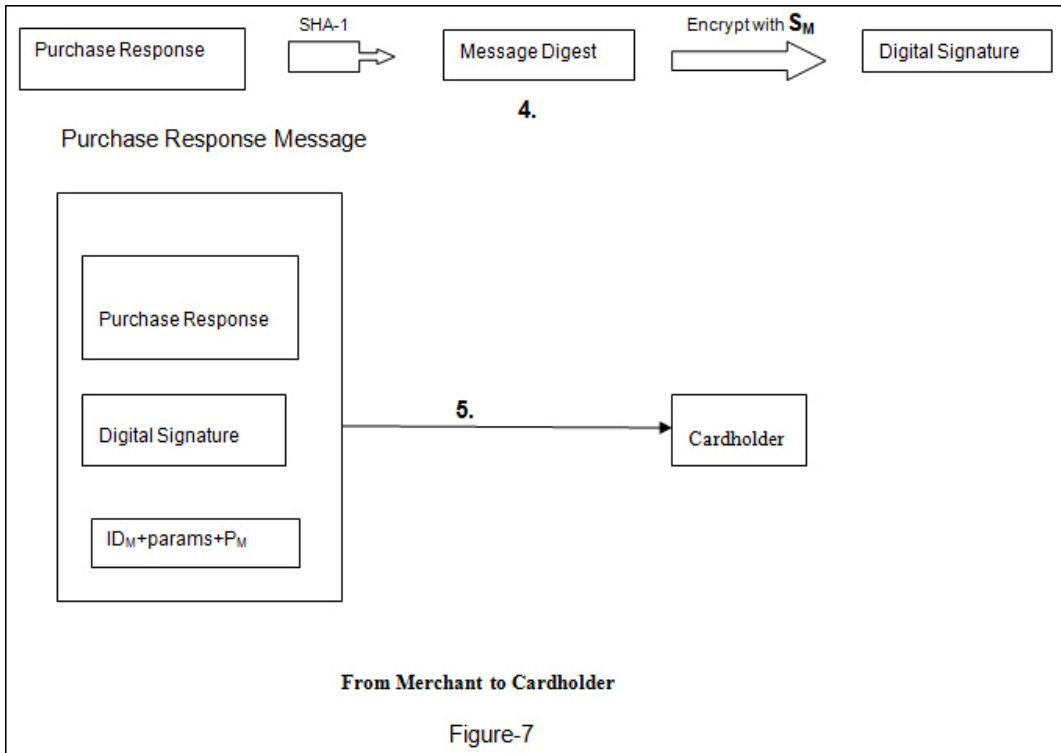 SHA-1
Encrypt with SM
Purchase Response
Message Digest
Digital Signature
4.
Purchase Response Message
Purchase Response
Digital Signature
5.
Cardholder
IDM+params+PM
From Merchant to Cardholder
Figure-7